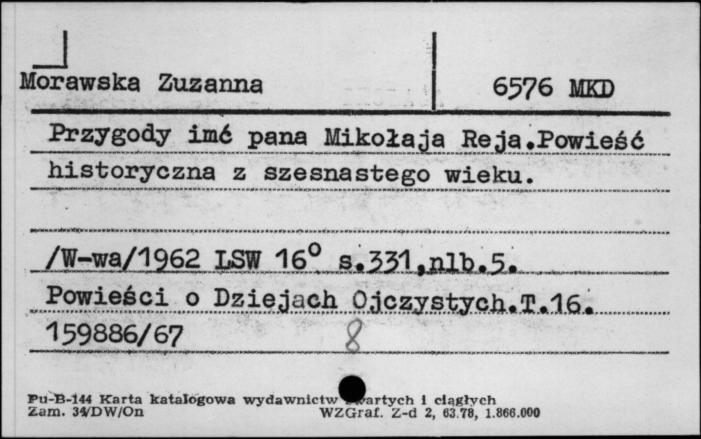 Morawska Zuzanna 6576 MKD
Przygody imć pana Mikołaja Reja.Powieść
historyczna z szesnastego wieku.
/W-wa/1962 LSW 16° s.331,nlb.5.
Powieści o Dziejach Ojczystych.T.16.
159886/67 8
Pu-B-144 Karta katalogowa wydawnictw zwartych i ciągłych
Zam. 34/DW/On WZGraf. Z-d 2, 63.78, 1.866.000